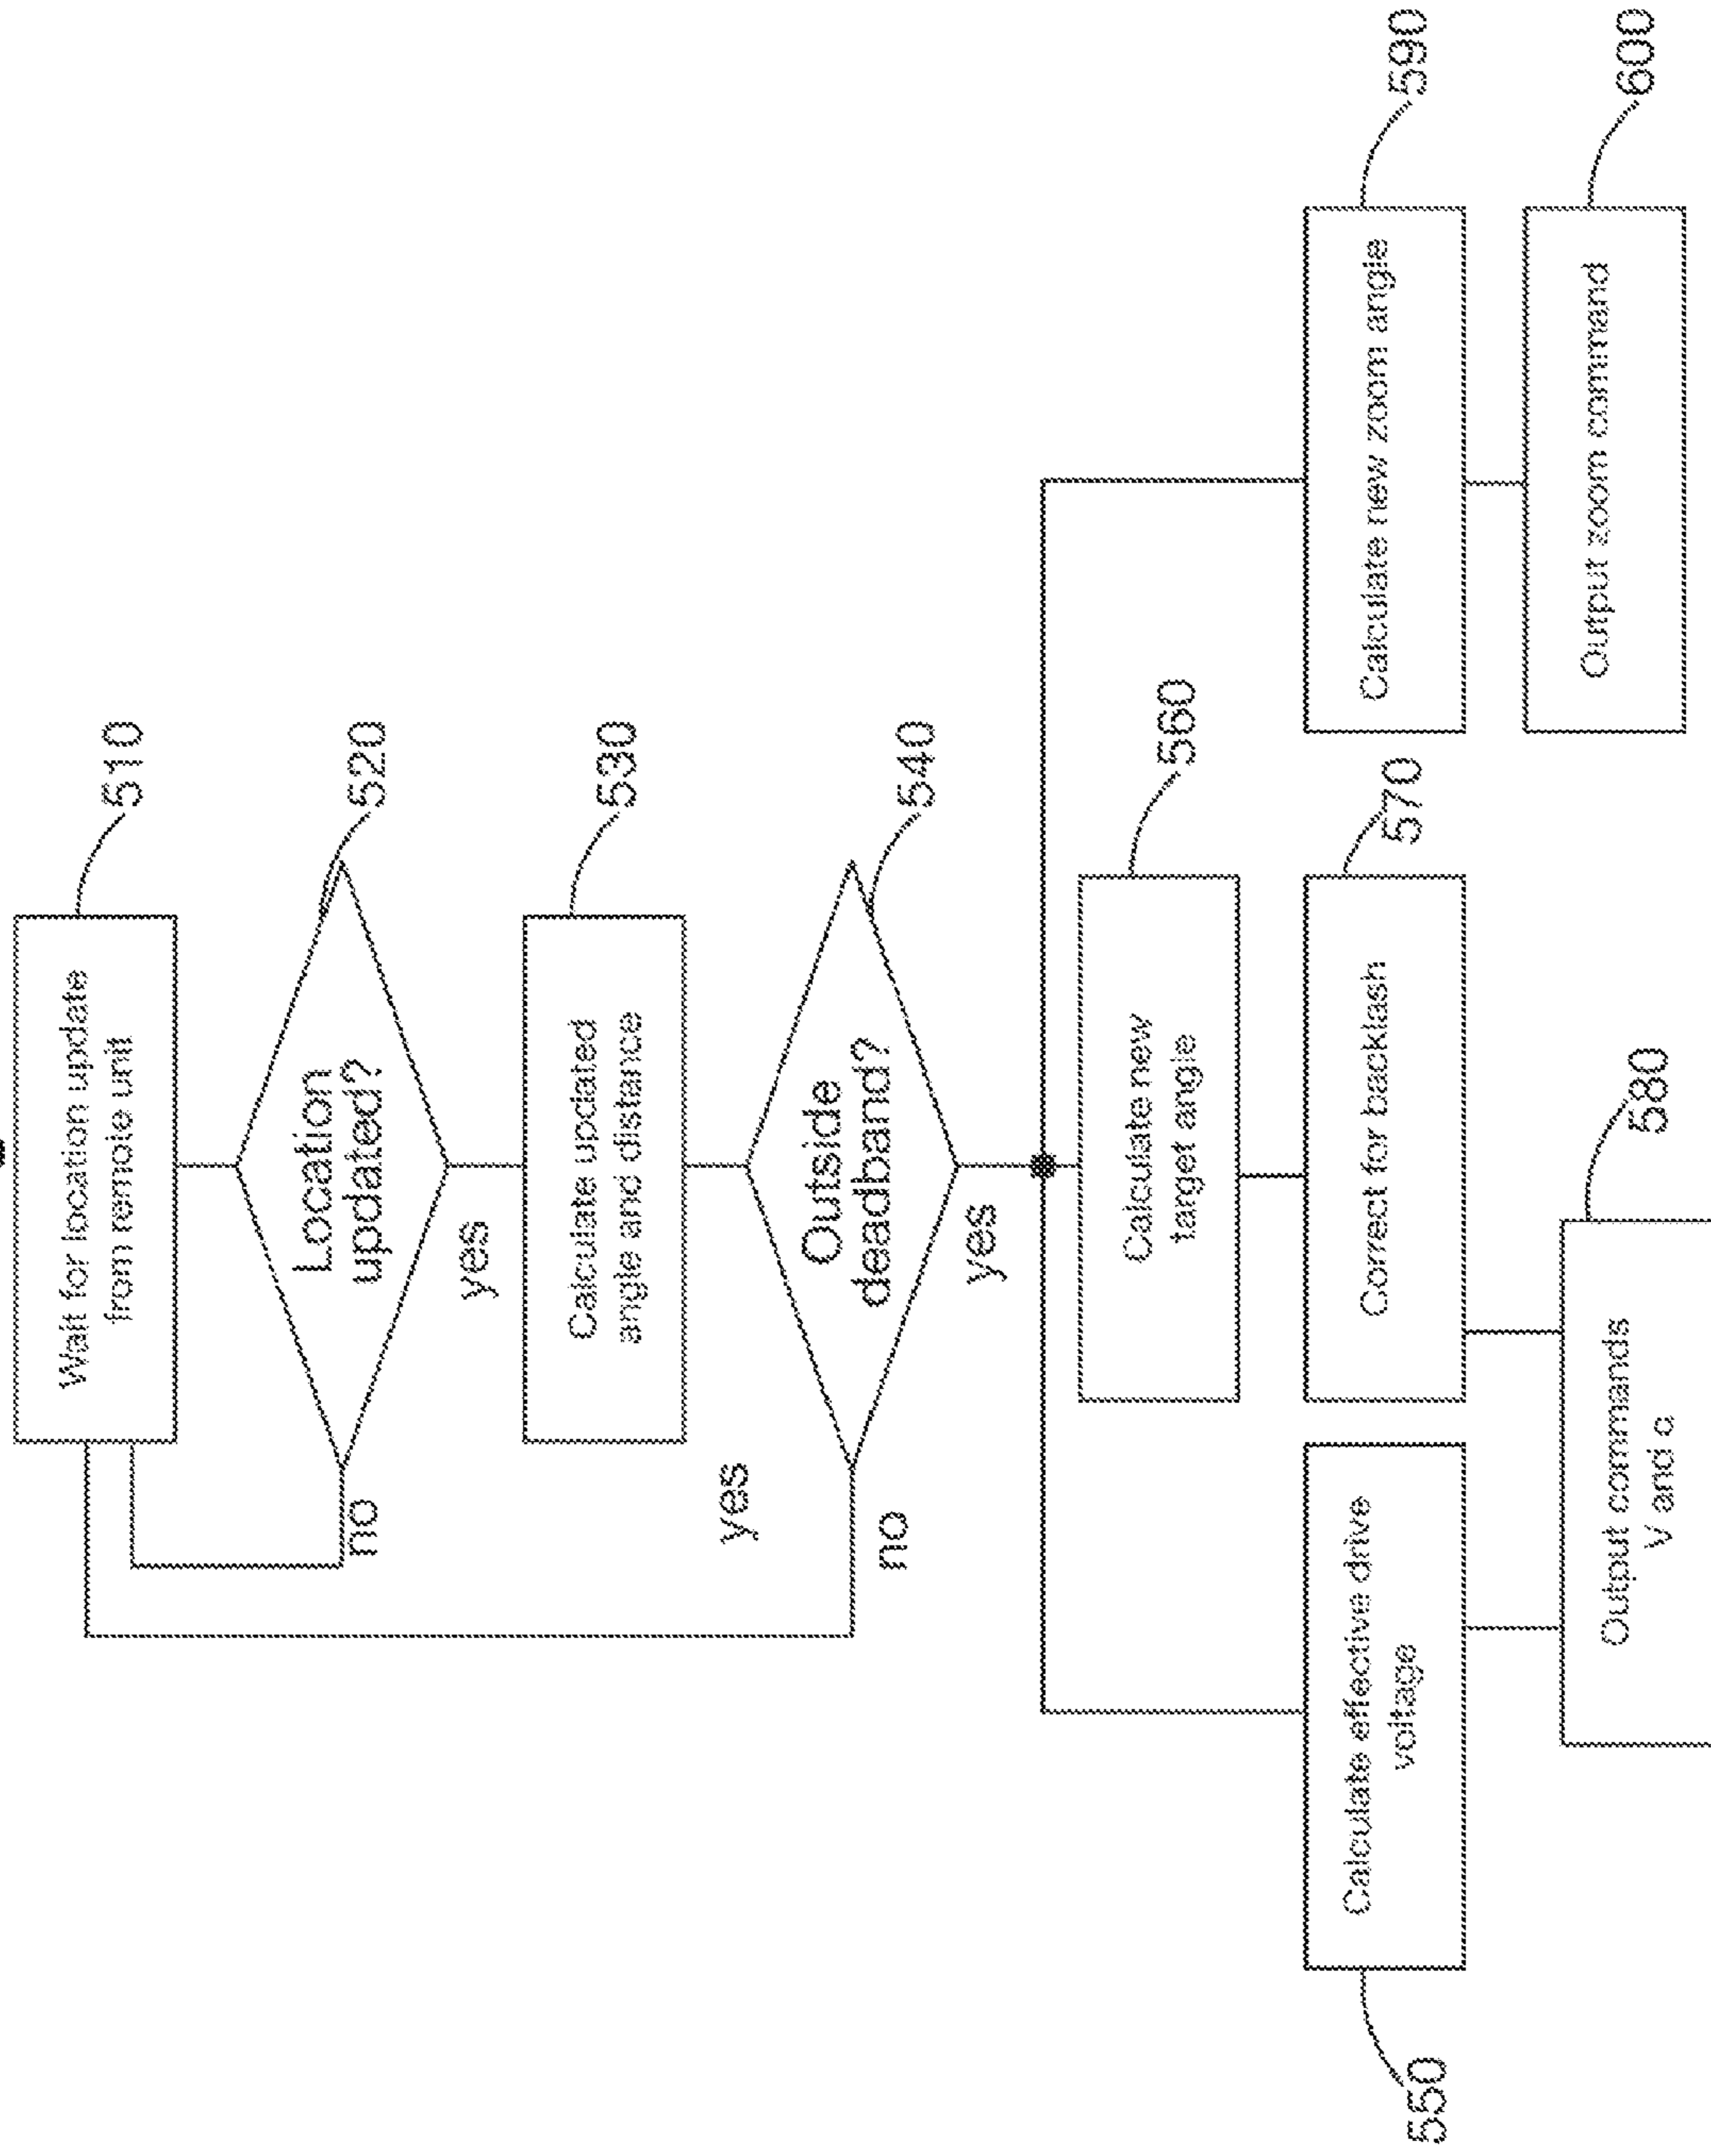 Wait for location update
from remote unit
510
Location
updated?
520
no
yes
Calculate updated
angle and distance
530
yes
Outside
deadband?
540
no
yes
Calculate new
target angle
560
Calculate effective drive
voltage
550
Correct for backlash
570
Calculate new zoom angle
590
Output commands
V and c
580
Output zoom command
600